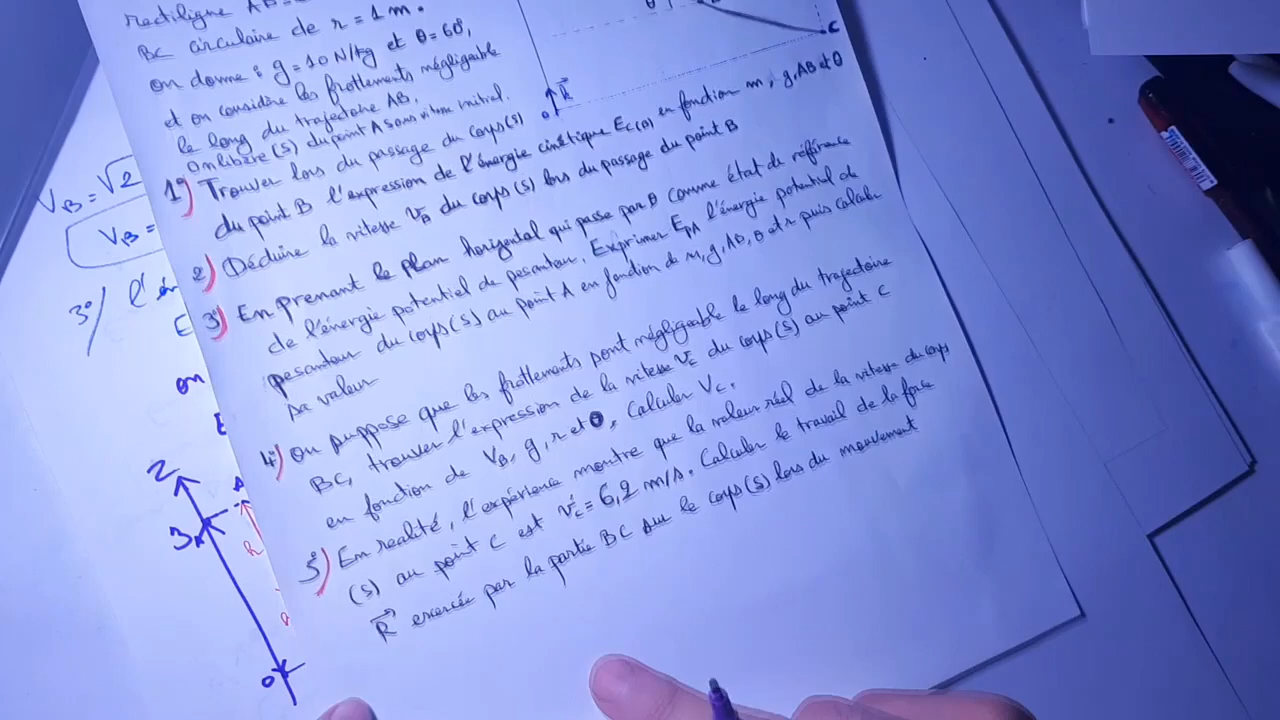 rectiligne AB=
BC circulaire de r = 1 m.
on donne : g = 10 N/kg et θ = 60°,
et on considère les frottements négligeable
le long du trajectoire AB.
On libère (S) du point A sans vitesse initial.
1°) Trouver lors du passage du corps (S)
du point B l'expression de l'énergie cinétique Ec(B) en fonction m, g, AB et θ
2) Déduire la vitesse VB du corps (S) lors du passage du point B
3°) En prenant le plan horizontal qui passe par O comme état de référence
de l'énergie potentiel de pesanteur. Exprimer EPA l'énergie potentiel de
pesanteur du corps (S) au point A en fonction de m, g, AB, θ et r puis calculer
sa valeur
4°) On suppose que les frottements sont négligeable le long du trajectoire
BC, trouver l'expression de la vitesse Vc du corps (S) au point C
en fonction de VB, g, r et θ, Calculer Vc.
5°) En realité, l'expérience montre que la valeur réel de la vitesse du corps
(S) au point C est V'c = 6,2 m/s. Calculer le travail de la force
R exercée par la partie BC sur le corps (S) lors du mouvement
θ
C
k
0
VB = √2
VB =
3°/ l'én
E
on
E
Z
A
3A
R
0